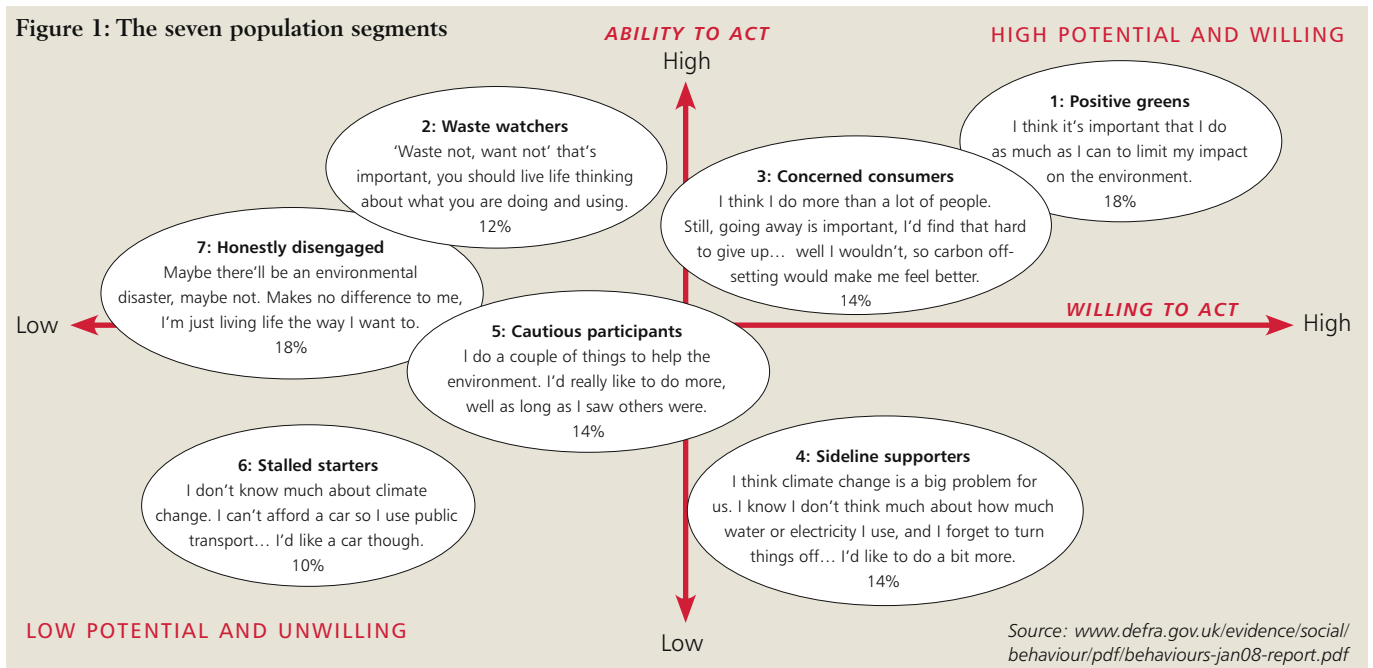 Figure 1: The seven population segments
ABILITY TO ACT
High
HIGH POTENTIAL AND WILLING
1: Positive greens
I think it's important that I do
as much as I can to limit my impact
on the environment.
18%
2: Waste watchers
‘Waste not, want not’ that's
important, you should live life thinking
about what you are doing and using.
12%
3: Concerned consumers
I think I do more than a lot of people.
Still, going away is important, I'd find that hard
to give up… well I wouldn't, so carbon off-
setting would make me feel better.
14%
7: Honestly disengaged
Maybe there'll be an environmental
disaster, maybe not. Makes no difference to me,
I'm just living life the way I want to.
18%
Low
WILLING TO ACT
High
5: Cautious participants
I do a couple of things to help the
environment. I'd really like to do more,
well as long as I saw others were.
14%
6: Stalled starters
I don't know much about climate
change. I can't afford a car so I use public
transport… I'd like a car though.
10%
4: Sideline supporters
I think climate change is a big problem for
us. I know I don't think much about how much
water or electricity I use, and I forget to turn
things off… I'd like to do a bit more.
14%
LOW POTENTIAL AND UNWILLING
Low
Source: www.defra.gov.uk/evidence/social/
behaviour/pdf/behaviours-jan08-report.pdf